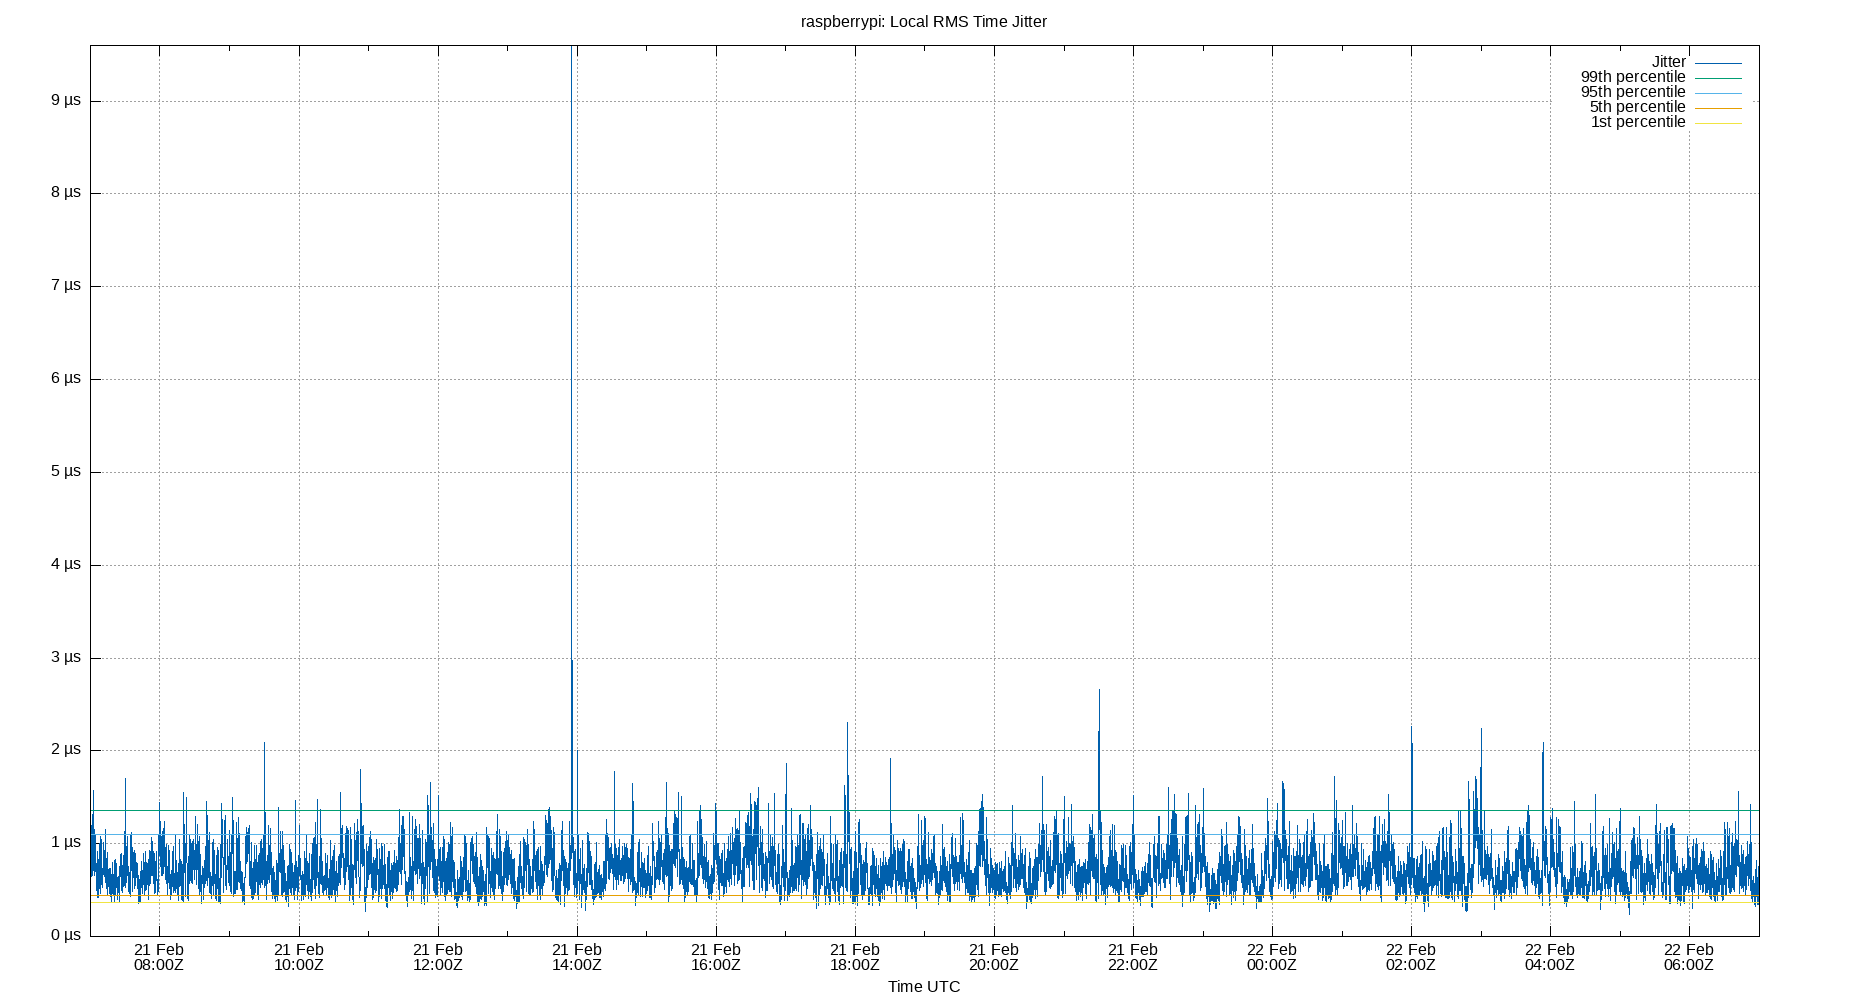 raspberrypi: Local RMS Time Jitter
Jitter
99th percentile
95th percentile
5th percentile
1st percentile
9 µs
8 µs
7 µs
6 µs
5 µs
4 µs
3 µs
2 µs
1 µs
0 µs
21 Feb 21 Feb 21 Feb 21 Feb 21 Feb 21 Feb 21 Feb 21 Feb 22 Feb 22 Feb 22 Feb 22 Feb
08:00Z 10:00Z 12:00Z 14:00Z 16:00Z 18:00Z 20:00Z 22:00Z 00:00Z 02:00Z 04:00Z 06:00Z
Time UTC